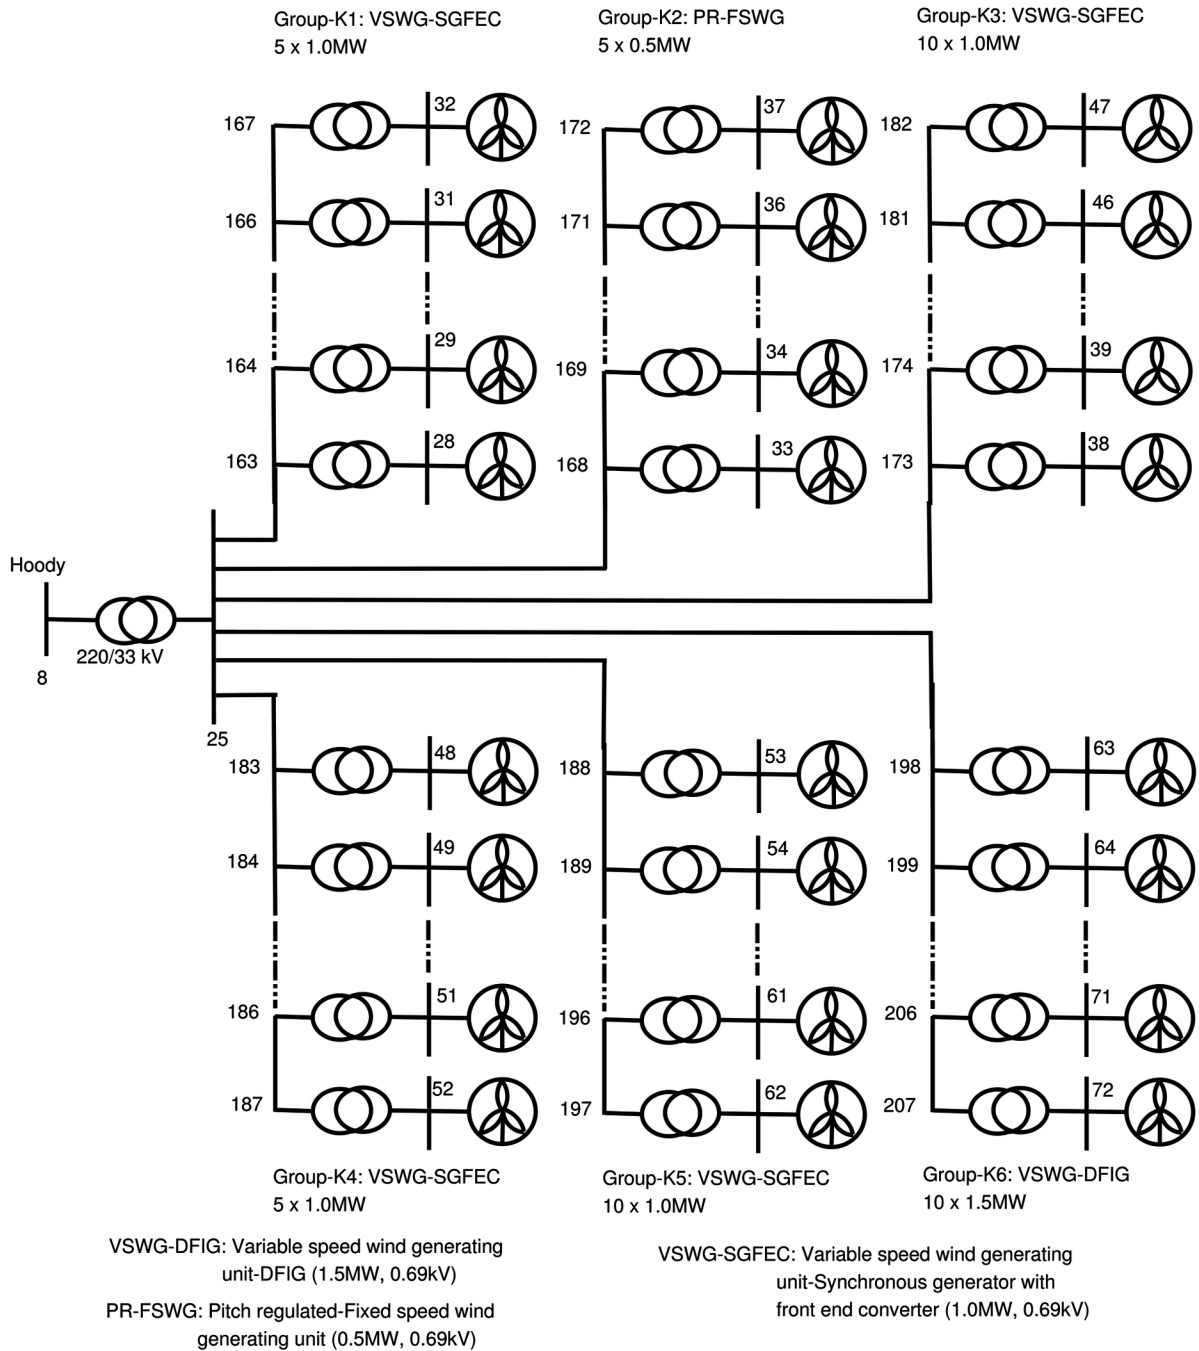 Group-K1: VSWG-SGFEC
5 x 1.0MW
Group-K2: PR-FSWG
5 x 0.5MW
Group-K3: VSWG-SGFEC
10 x 1.0MW
167
32
172
37
182
47
166
31
171
36
181
46
164
29
169
34
174
39
163
28
168
33
173
38
Hoody
220/33 kV
8
25
183
48
188
53
198
63
184
49
189
54
199
64
186
51
196
61
206
71
187
52
197
62
207
72
Group-K4: VSWG-SGFEC
5 x 1.0MW
Group-K5: VSWG-SGFEC
10 x 1.0MW
Group-K6: VSWG-DFIG
10 x 1.5MW
VSWG-DFIG: Variable speed wind generating
unit-DFIG (1.5MW, 0.69kV)
PR-FSWG: Pitch regulated-Fixed speed wind
generating unit (0.5MW, 0.69kV)
VSWG-SGFEC: Variable speed wind generating
unit-Synchronous generator with
front end converter (1.0MW, 0.69kV)